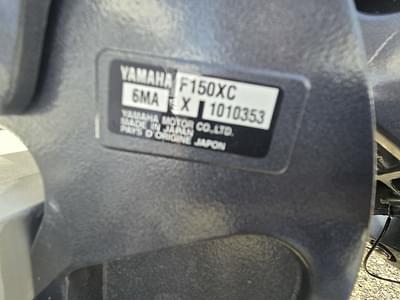 YAMAHA F150XC
6MA X 1010353
YAMAHA MOTOR CO.,LTD.
MADE IN JAPAN
PAYS D'ORIGINE JAPON